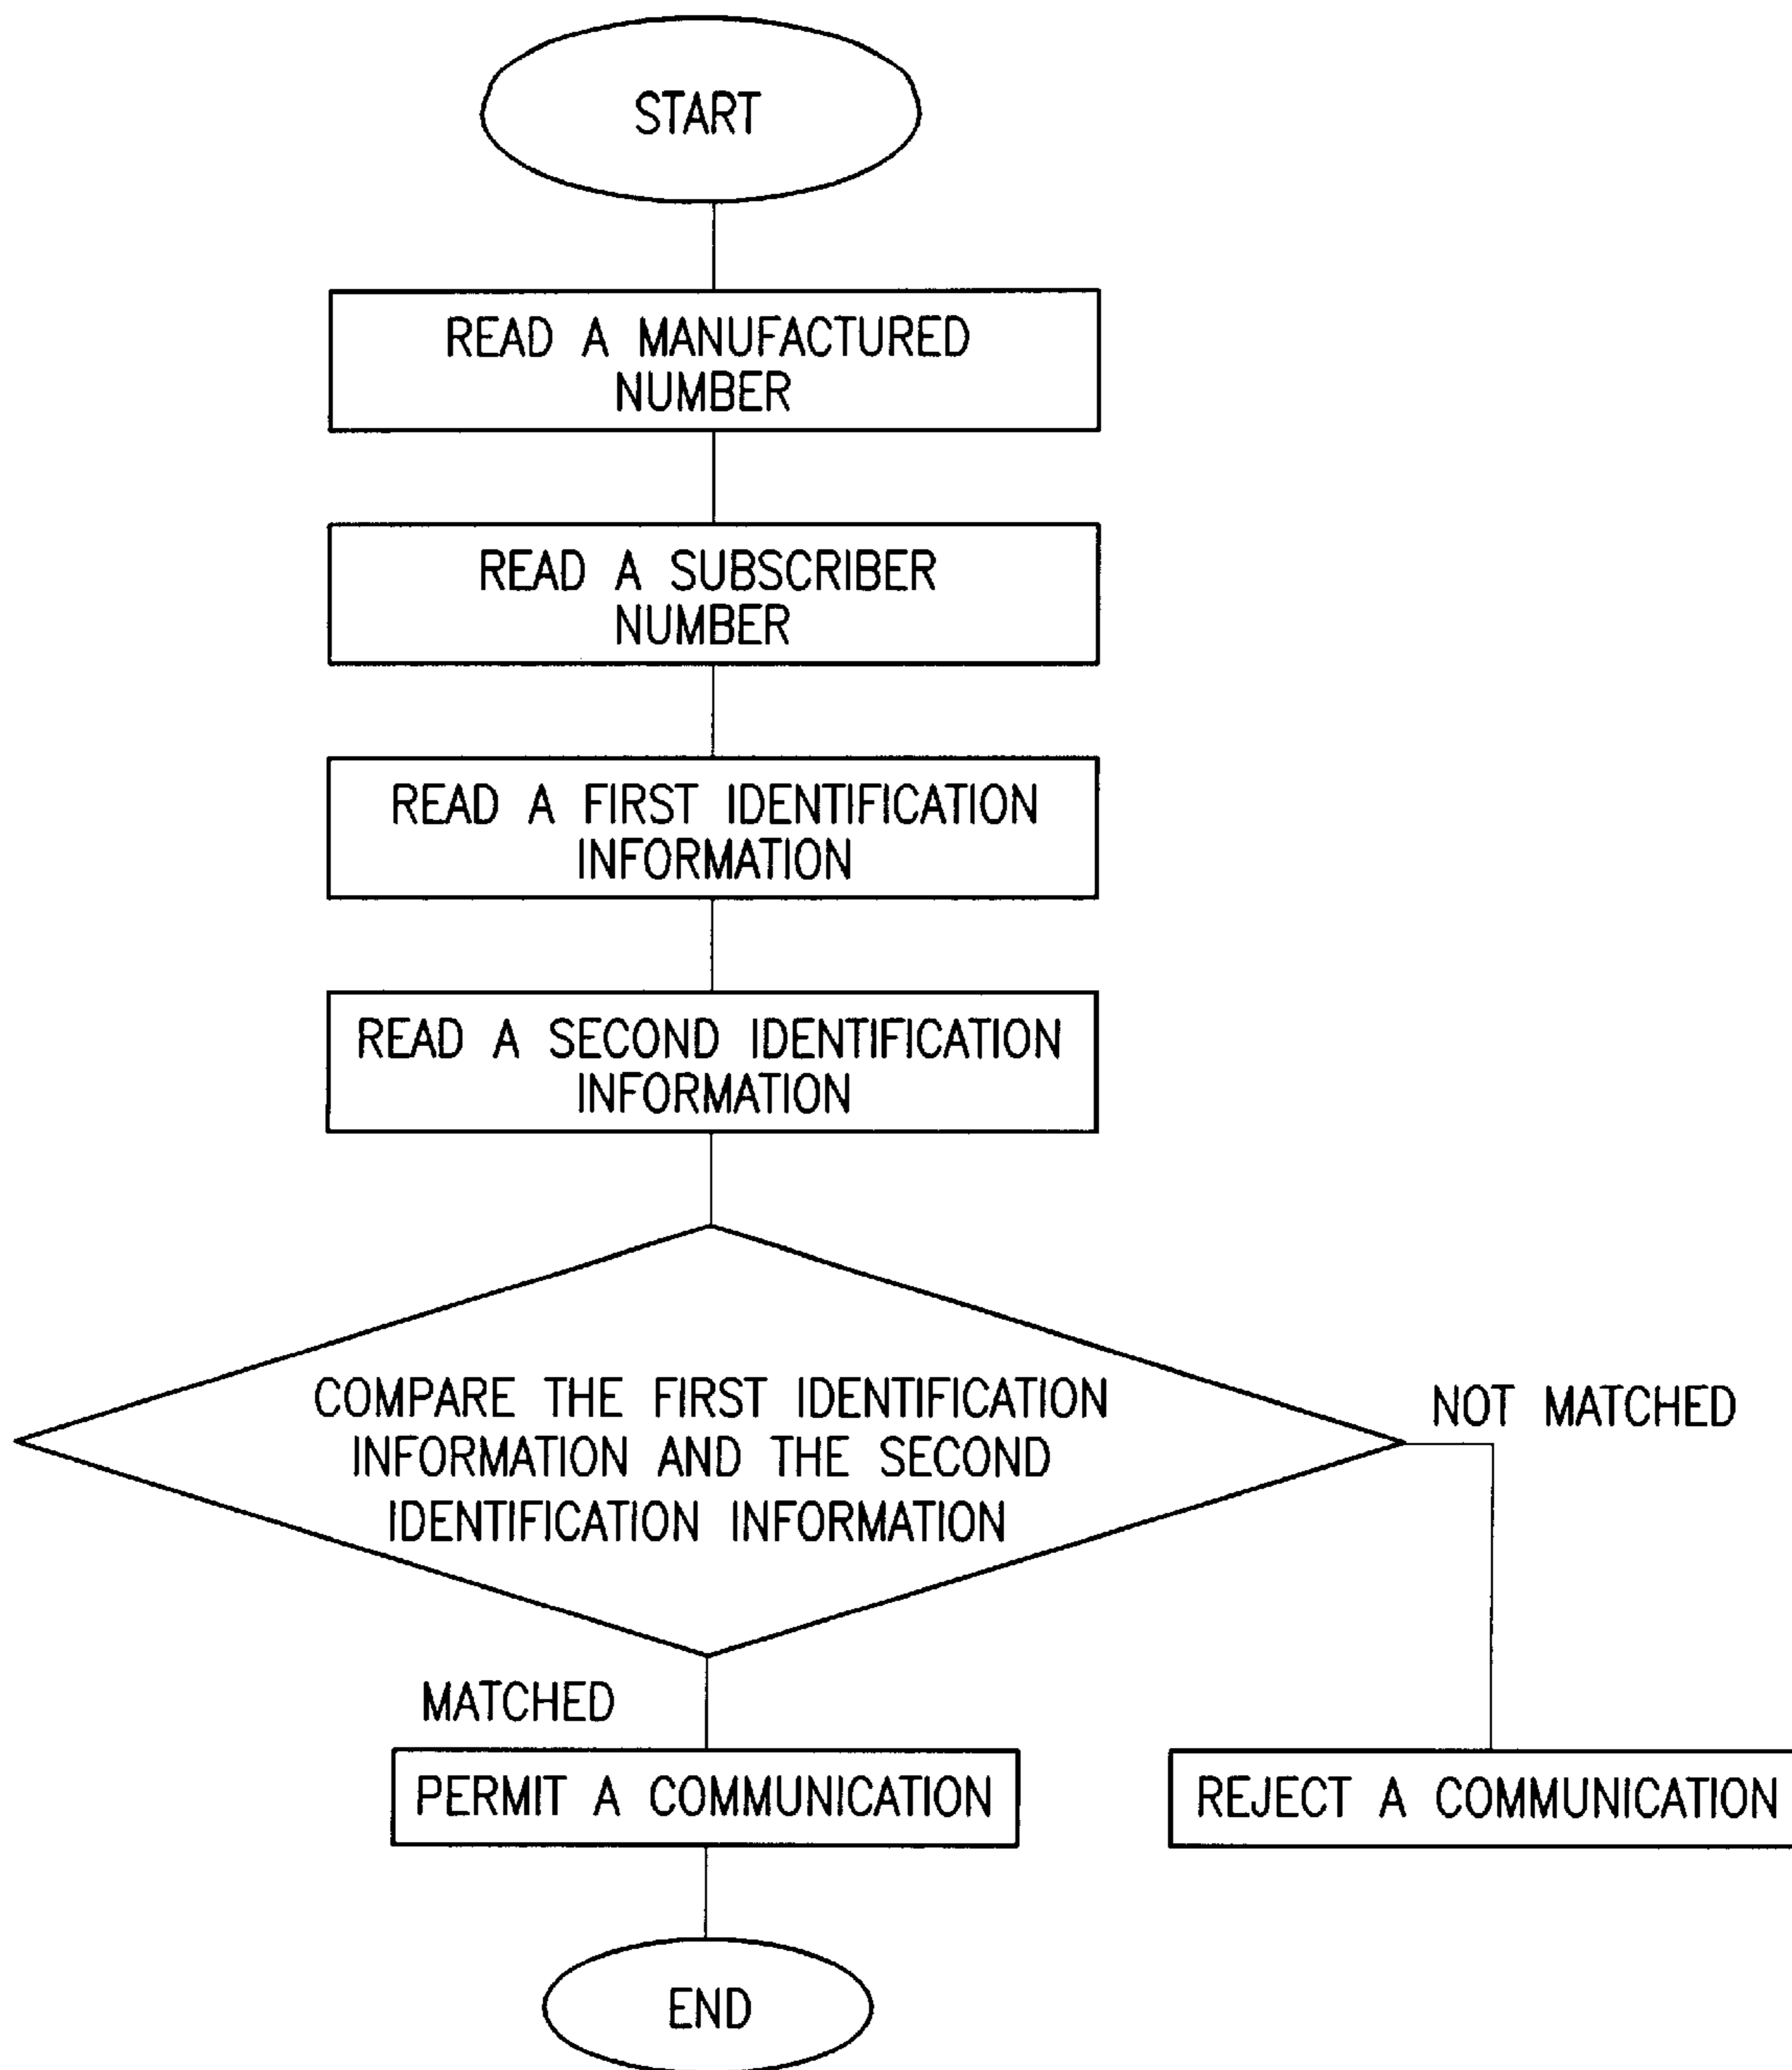 START
READ A MANUFACTURED
NUMBER
READ A SUBSCRIBER
NUMBER
READ A FIRST IDENTIFICATION
INFORMATION
READ A SECOND IDENTIFICATION
INFORMATION
COMPARE THE FIRST IDENTIFICATION
INFORMATION AND THE SECOND
IDENTIFICATION INFORMATION
NOT MATCHED
MATCHED
PERMIT A COMMUNICATION
REJECT A COMMUNICATION
END